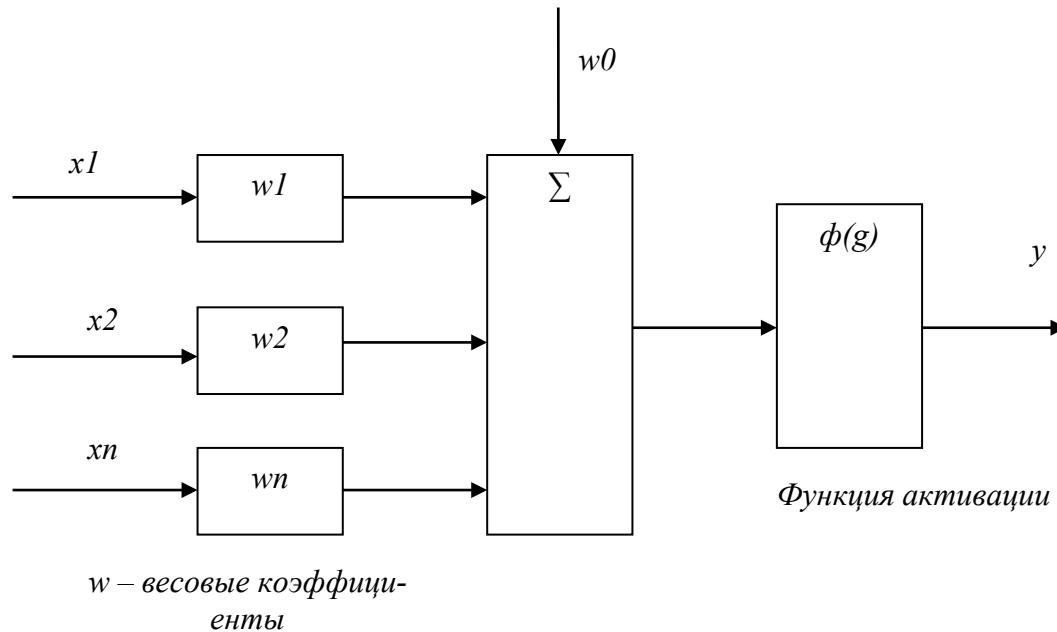 w0
x1
w1
∑
ф(g)
y
x2
w2
xn
wn
Функция активации
w – весовые коэффици-
енты